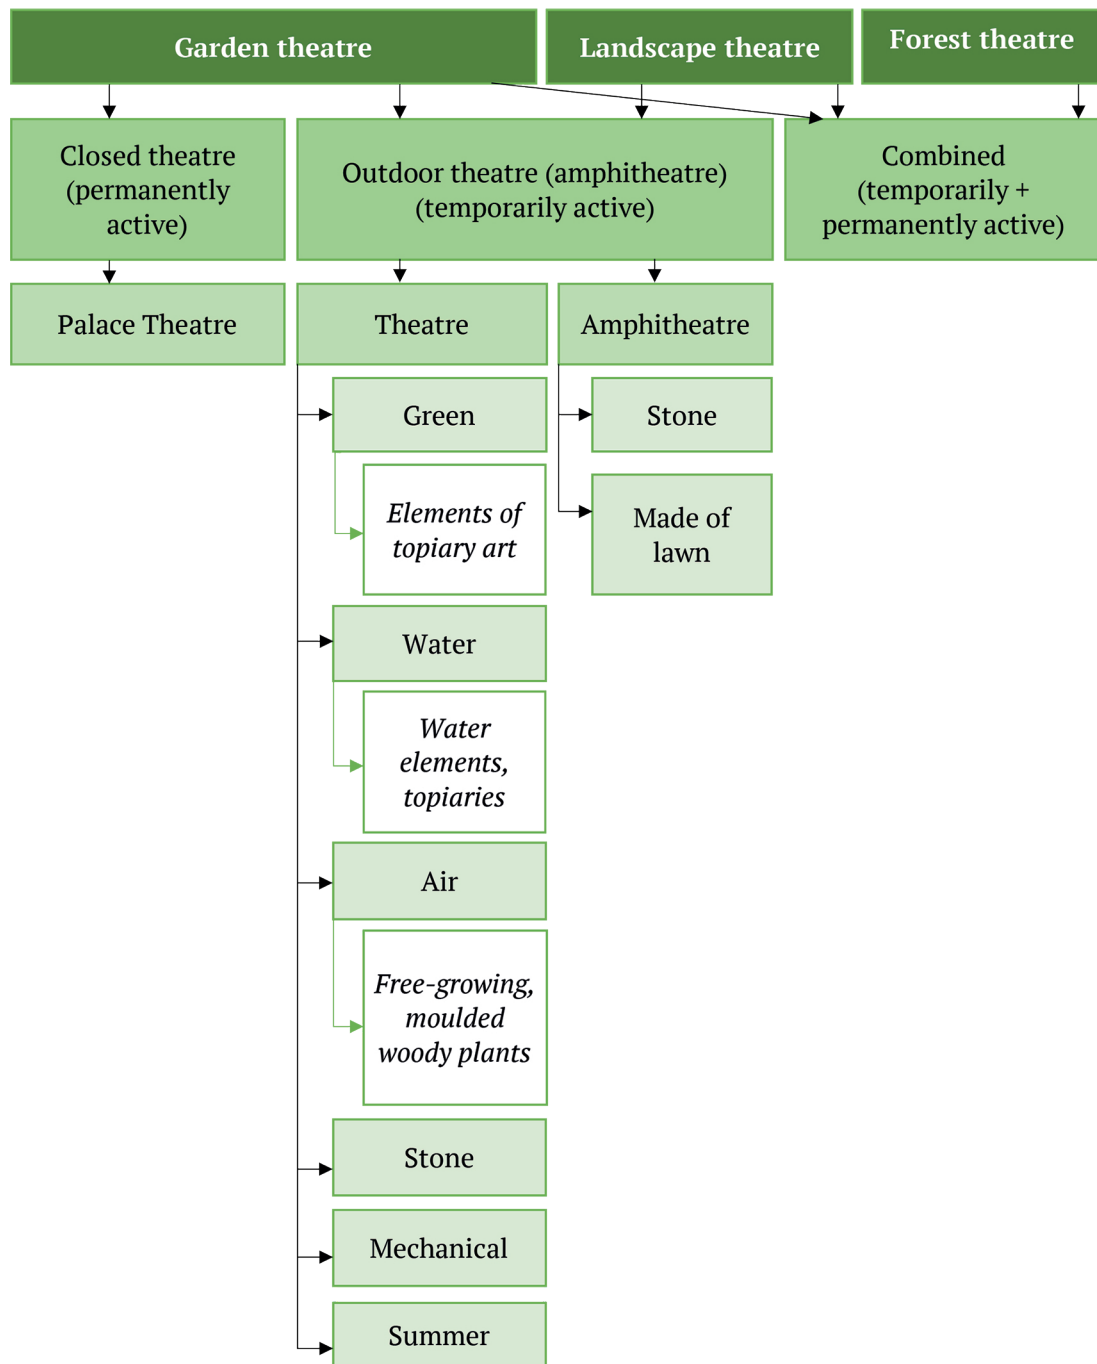 Garden theatre
Landscape theatre
Forest theatre
Closed theatre
(permanently
active)
Outdoor theatre (amphitheatre)
(temporarily active)
Combined
(temporarily +
permanently active)
Palace Theatre
Theatre
Amphitheatre
Green
Elements of
topiary art
Water
Water
elements,
topiaries
Air
Free-growing,
moulded
woody plants
Stone
Mechanical
Summer
Stone
Made of
lawn